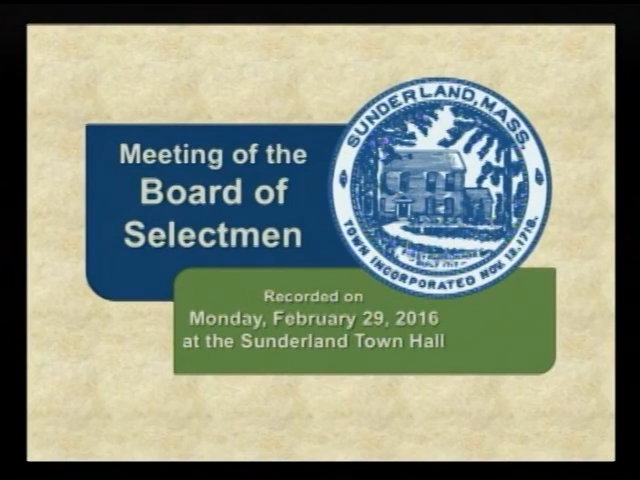 Meeting of the
Board of
Selectmen
SUNDERLAND, MASS.
TOWN INCORPORATED NOV. 12, 1718.
Recorded on
Monday, February 29, 2016
at the Sunderland Town Hall